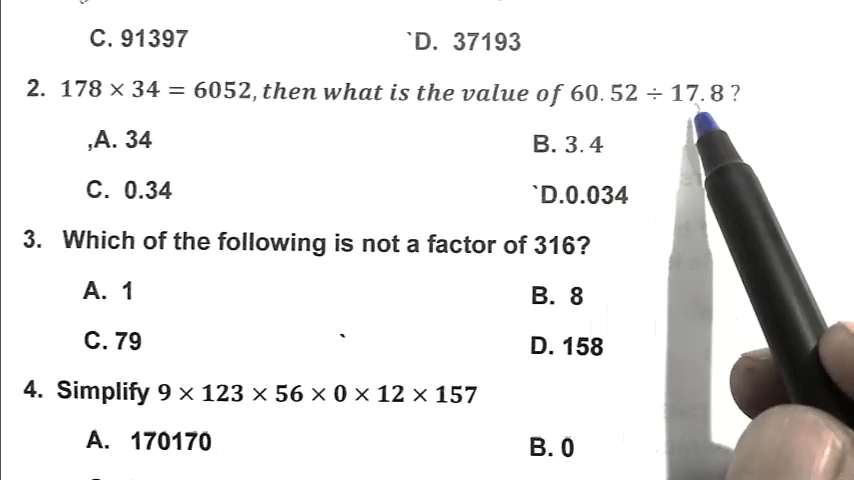 C. 91397 `D. 37193
2. 178 × 34 = 6052, then what is the value of 60.52 ÷ 17.8 ?
,A. 34 B. 3.4
C. 0.34 `D.0.034
3. Which of the following is not a factor of 316?
A. 1 B. 8
C. 79 ` D. 158
4. Simplify 9 × 123 × 56 × 0 × 12 × 157
A. 170170 B. 0